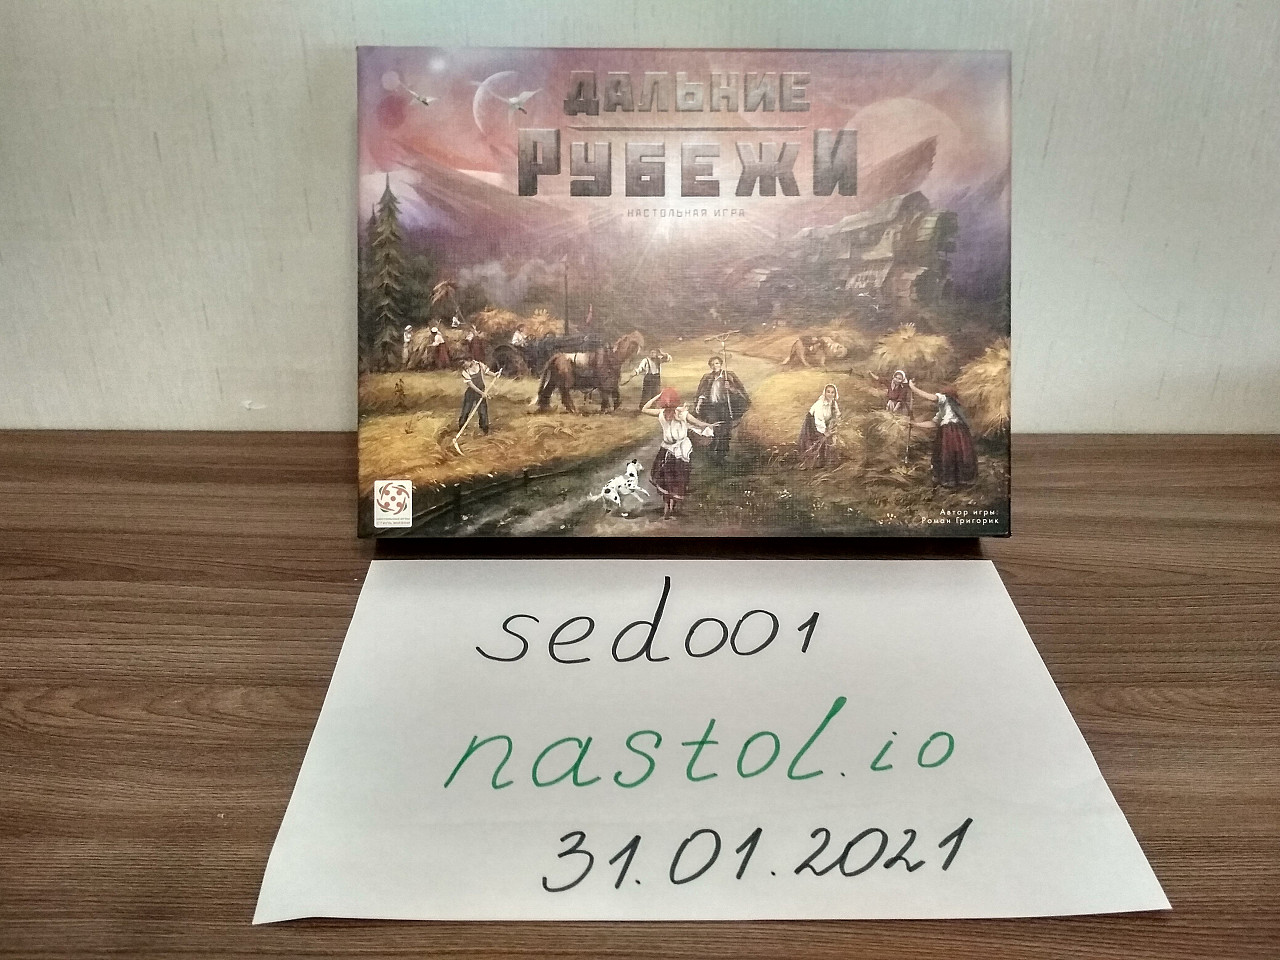 ДАЛЬНИЕ
РУБЕЖИ
НАСТОЛЬНАЯ ИГРА
Автор игры:
Роман Григорик
sed001
nastol.io
31.01.2021